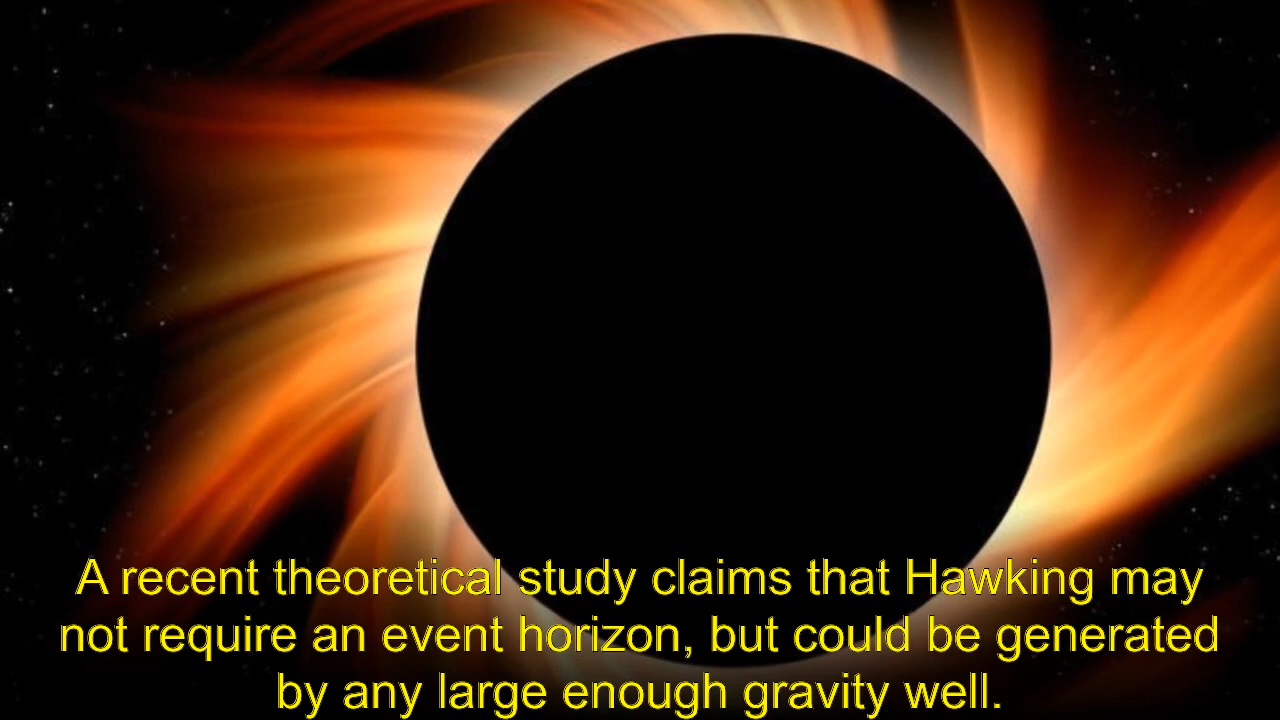 A recent theoretical study claims that Hawking may
not require an event horizon, but could be generated
by any large enough gravity well.